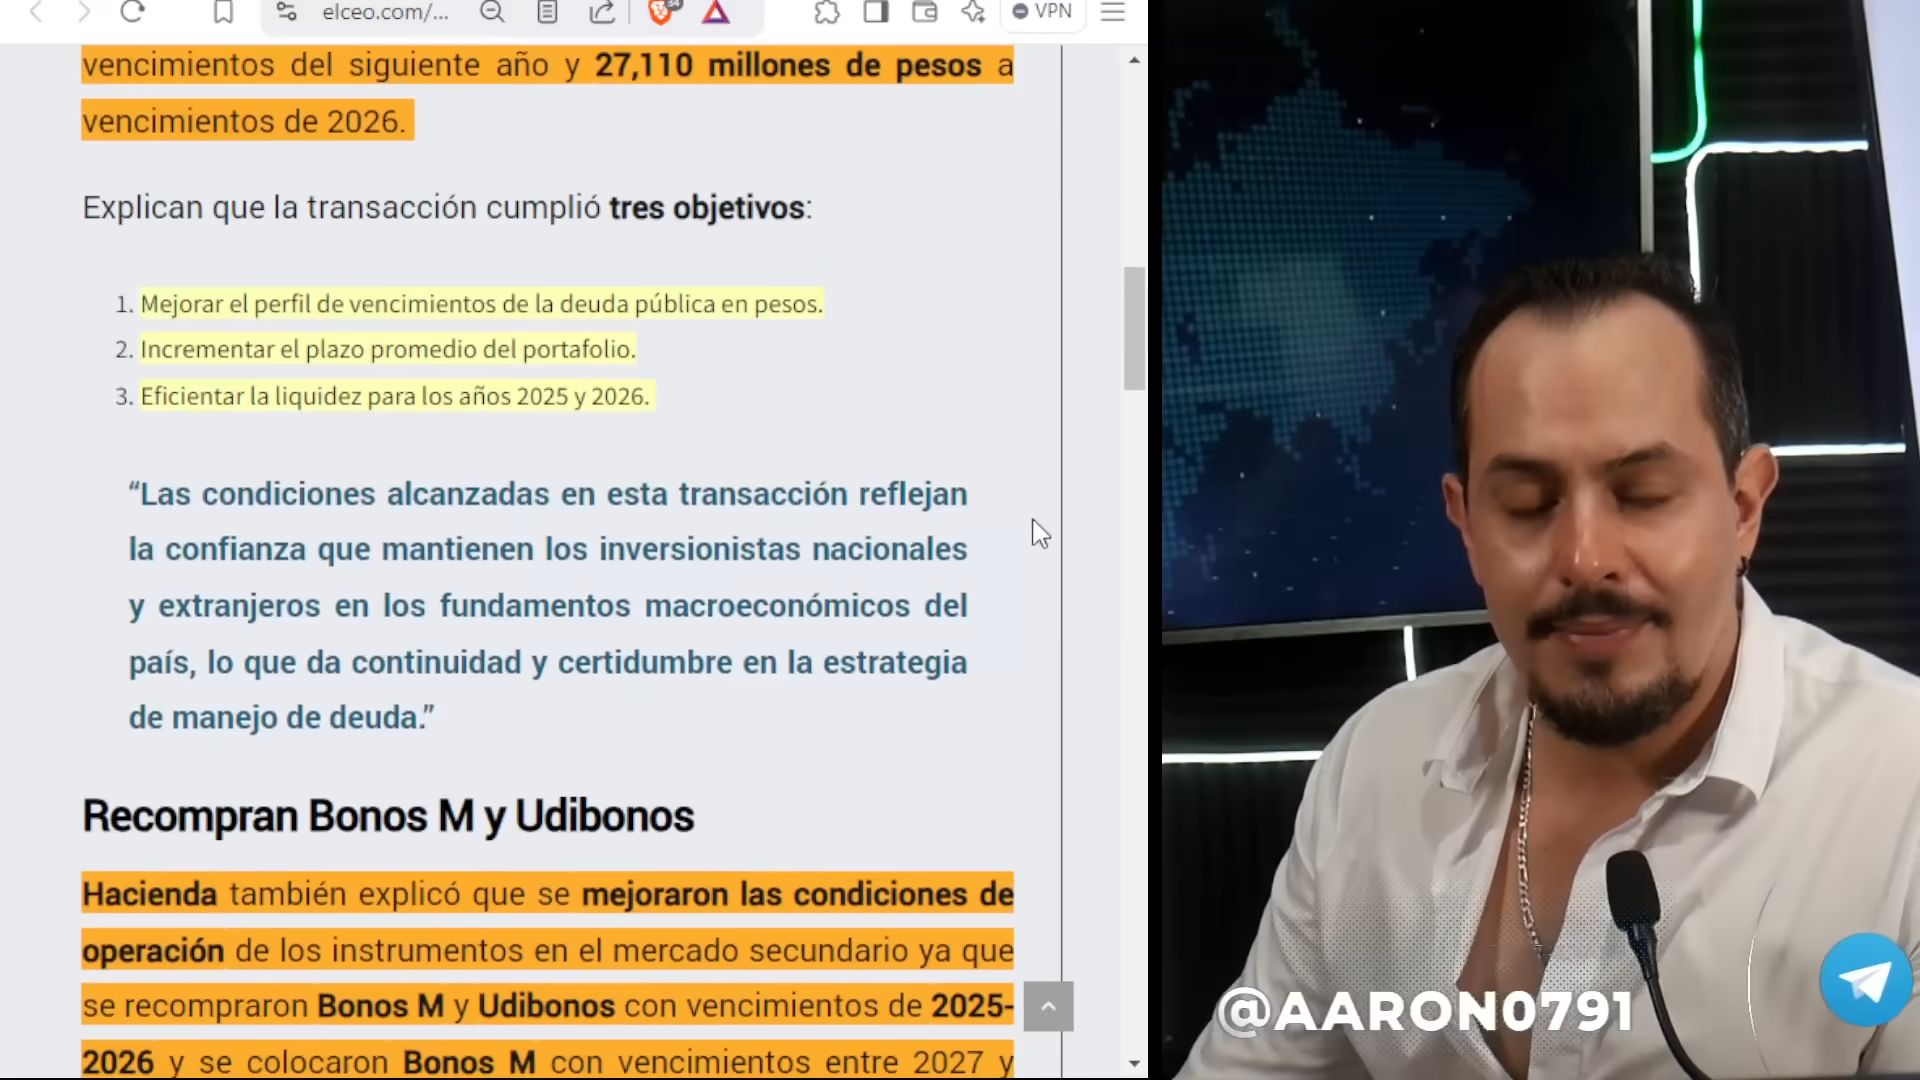 elceo.com/...
34
VPN
vencimientos del siguiente año y 27,110 millones de pesos a
vencimientos de 2026.
Explican que la transacción cumplió tres objetivos:
1. Mejorar el perfil de vencimientos de la deuda pública en pesos.
2. Incrementar el plazo promedio del portafolio.
3. Eficientar la liquidez para los años 2025 y 2026.
“Las condiciones alcanzadas en esta transacción reflejan
la confianza que mantienen los inversionistas nacionales
y extranjeros en los fundamentos macroeconómicos del
país, lo que da continuidad y certidumbre en la estrategia
de manejo de deuda.”
Recompran Bonos M y Udibonos
Hacienda también explicó que se mejoraron las condiciones de
operación de los instrumentos en el mercado secundario ya que
se recompraron Bonos M y Udibonos con vencimientos de 2025-
2026 y se colocaron Bonos M con vencimientos entre 2027 y
@AARON0791